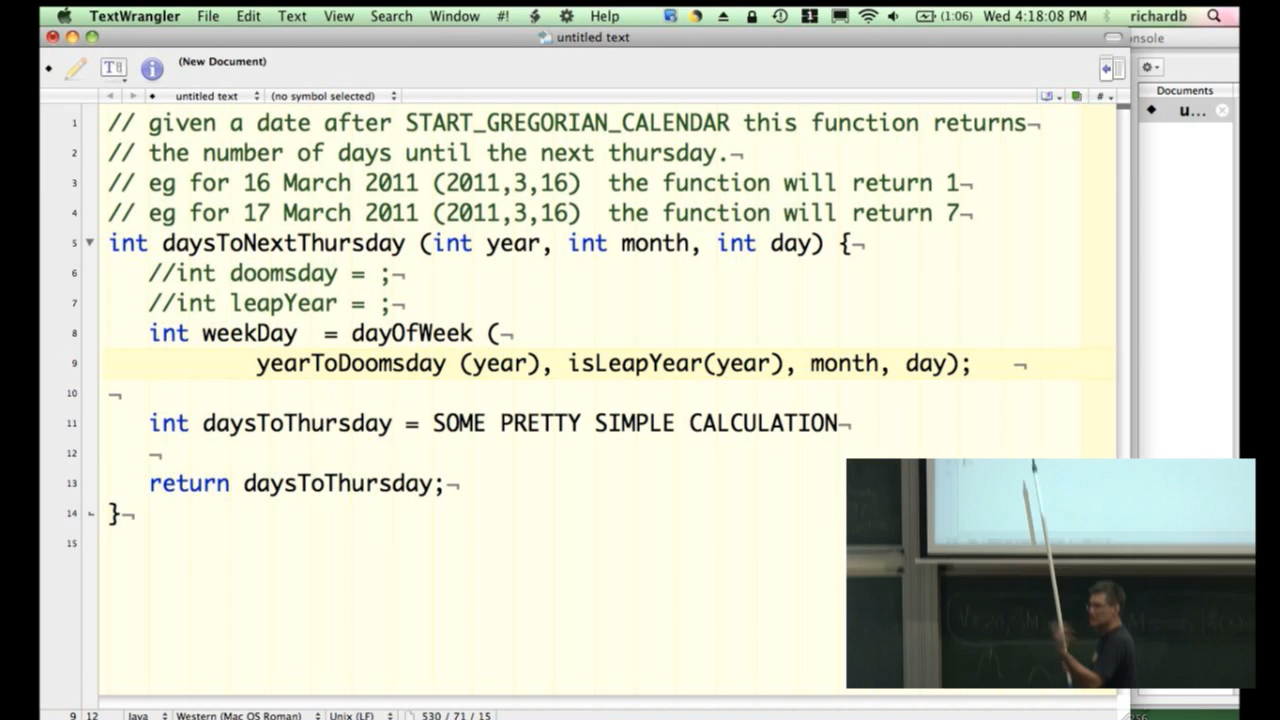 TextWrangler File Edit Text View Search Window #! Help (1:06) Wed 4:18:08 PM richardb
untitled text
nsole
(New Document)
untitled text (no symbol selected) #
Documents
u...
1 // given a date after START_GREGORIAN_CALENDAR this function returns¬
2 // the number of days until the next thursday.¬
3 // eg for 16 March 2011 (2011,3,16)  the function will return 1¬
4 // eg for 17 March 2011 (2011,3,16)  the function will return 7¬
5 int daysToNextThursday (int year, int month, int day) {¬
6 //int doomsday = ;¬
7 //int leapYear = ;¬
8 int weekDay  = dayOfWeek (¬
9 yearToDoomsday (year), isLeapYear(year), month, day);   ¬
10 ¬
11 int daysToThursday = SOME PRETTY SIMPLE CALCULATION¬
12 ¬
13 return daysToThursday;¬
14 }¬
15
9 12 Java Western (Mac OS Roman) Unix (LF) 530 / 71 / 15